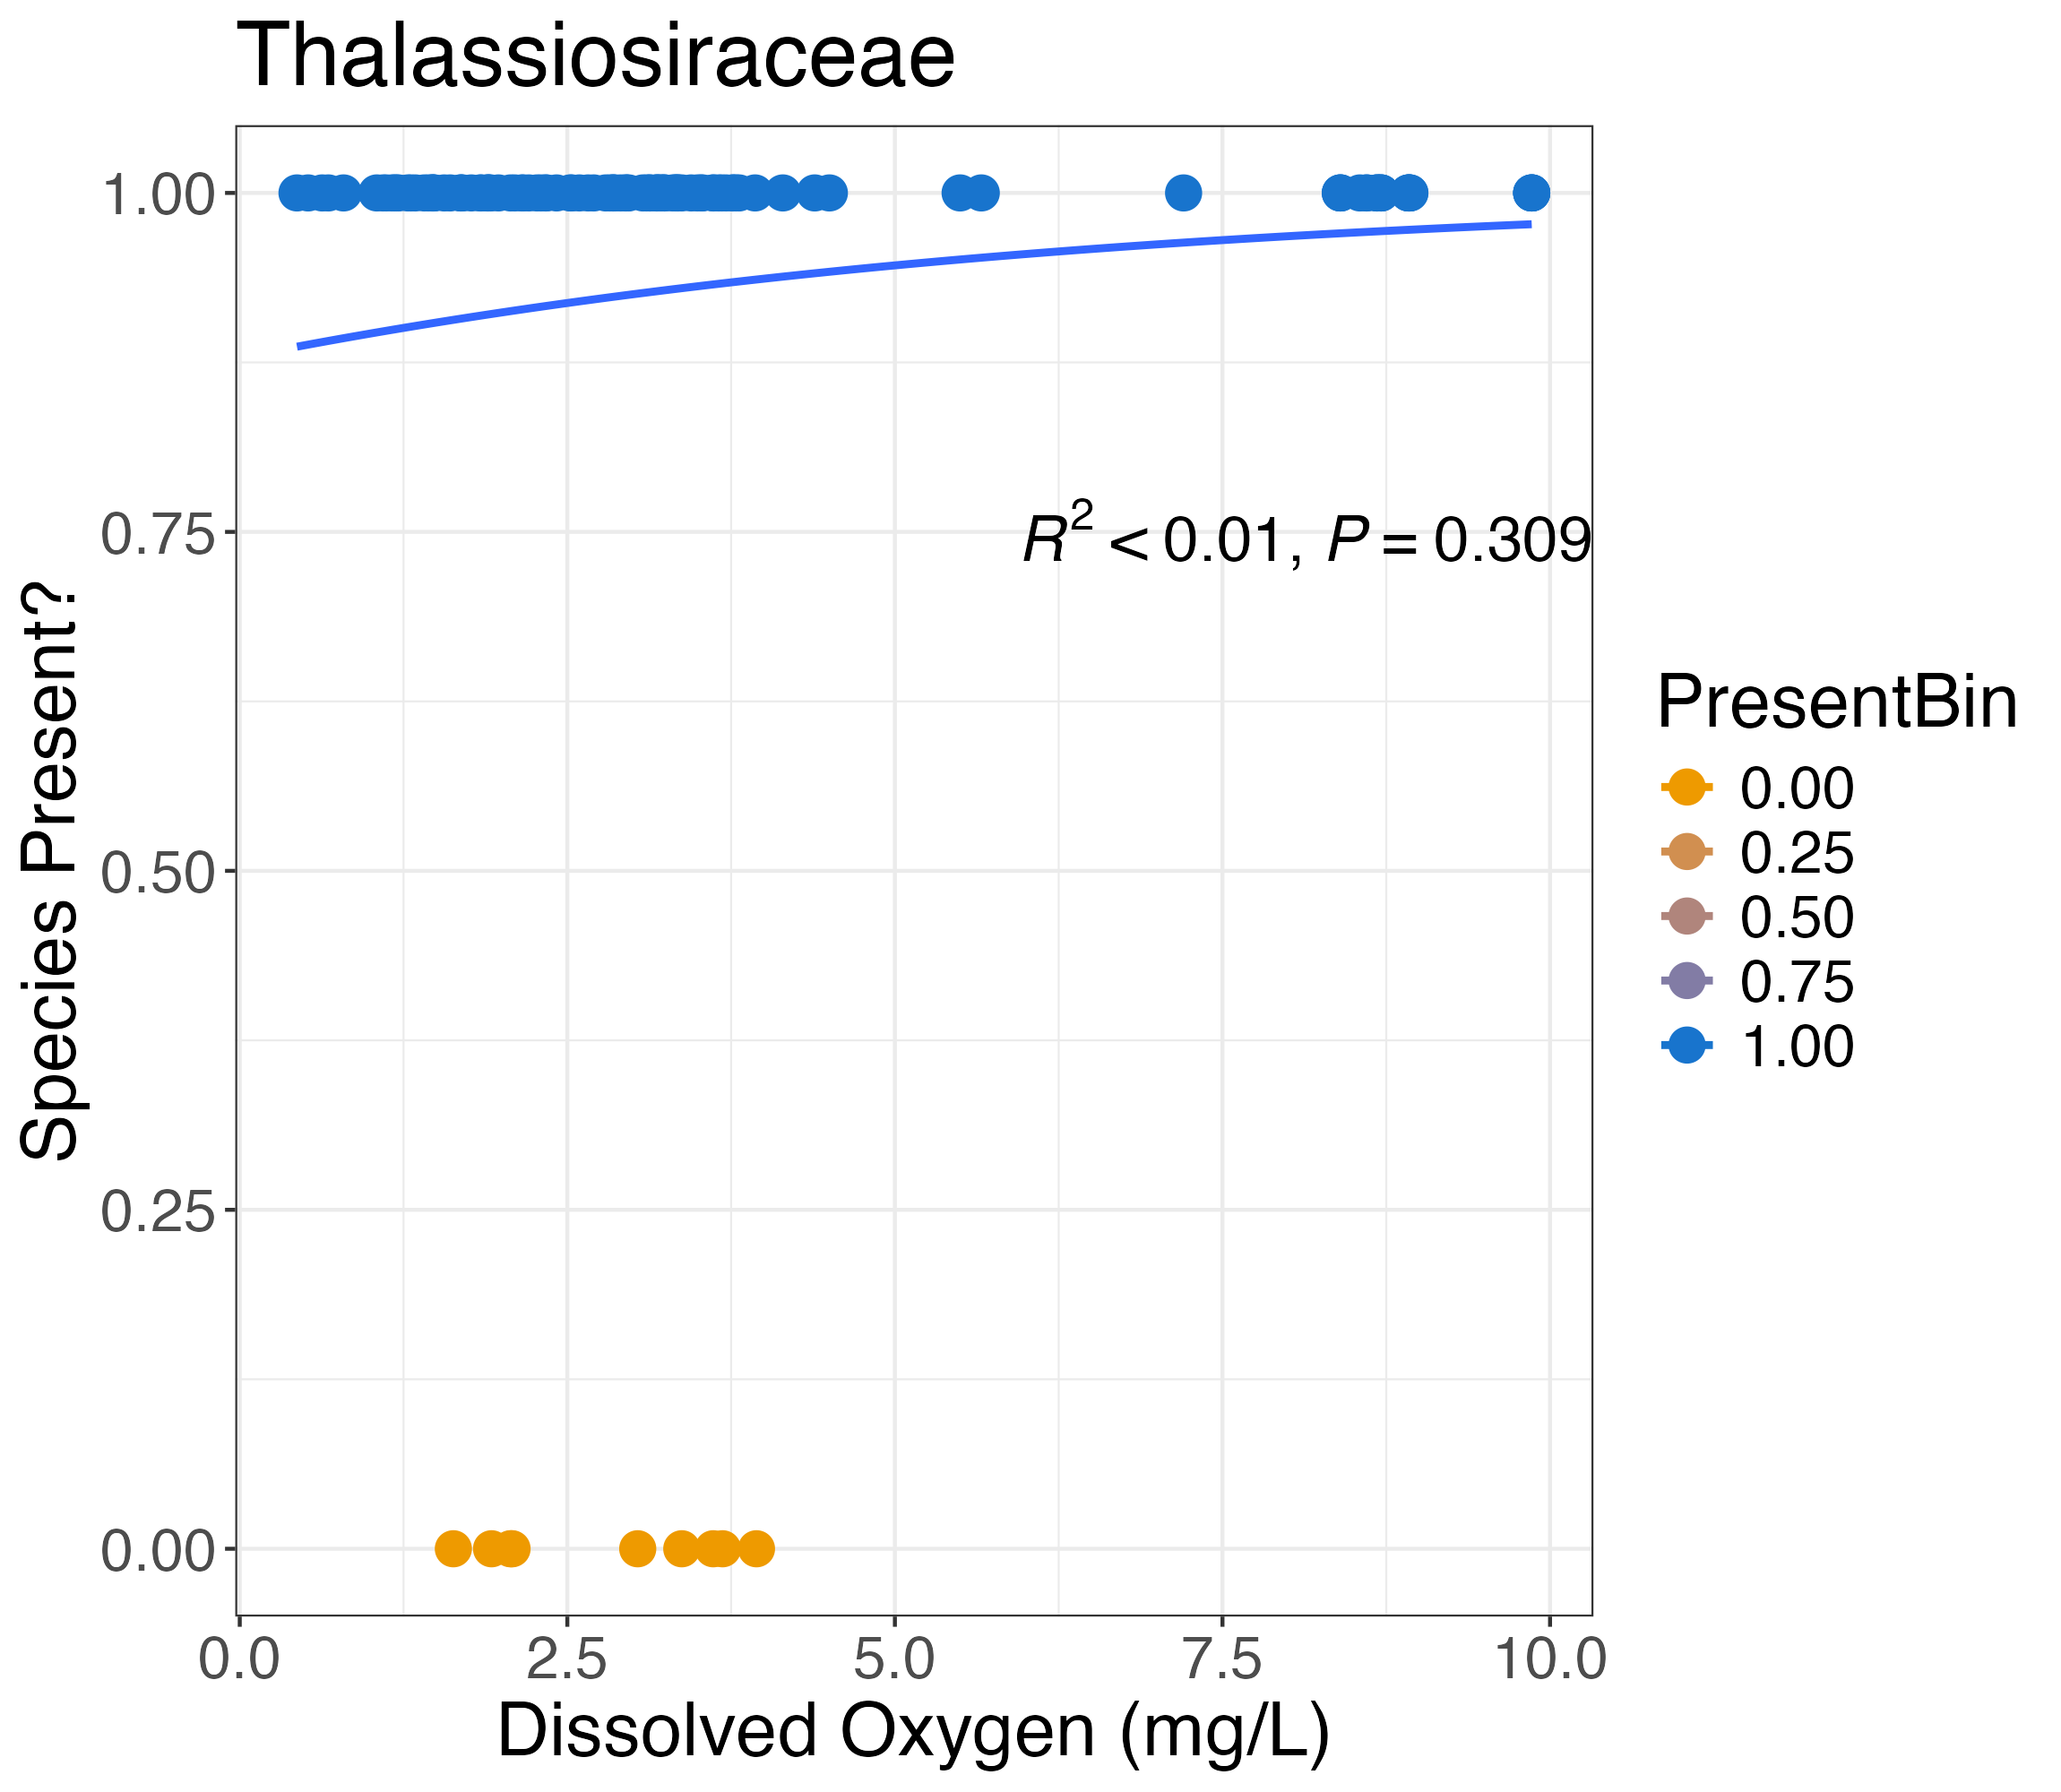 Thalassiosiraceae
Species Present?
1.00
0.75
0.50
0.25
0.00
R² < 0.01, P = 0.309
0.0 2.5 5.0 7.5 10.0
Dissolved Oxygen (mg/L)
PresentBin
0.00
0.25
0.50
0.75
1.00